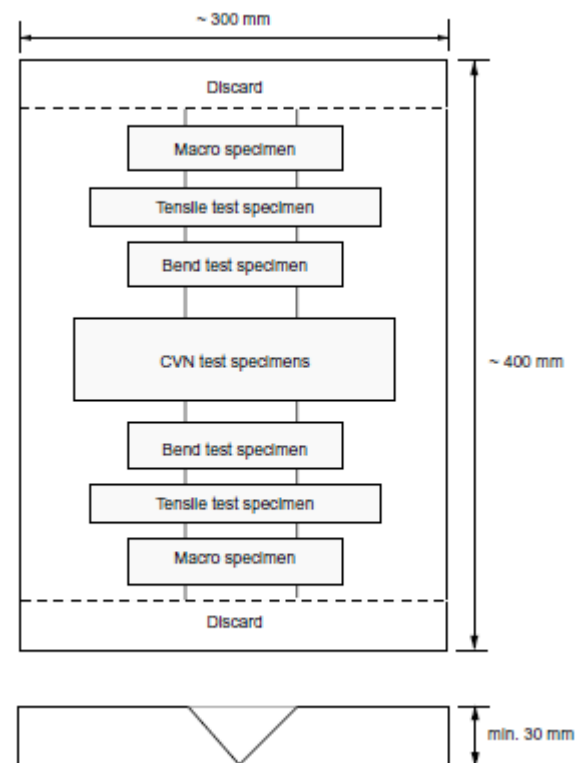 ~ 300 mm
Discard
Macro specimen
Tensile test specimen
Bend test specimen
CVN test specimens
~ 400 mm
Bend test specimen
Tensile test specimen
Macro specimen
Discard
min. 30 mm